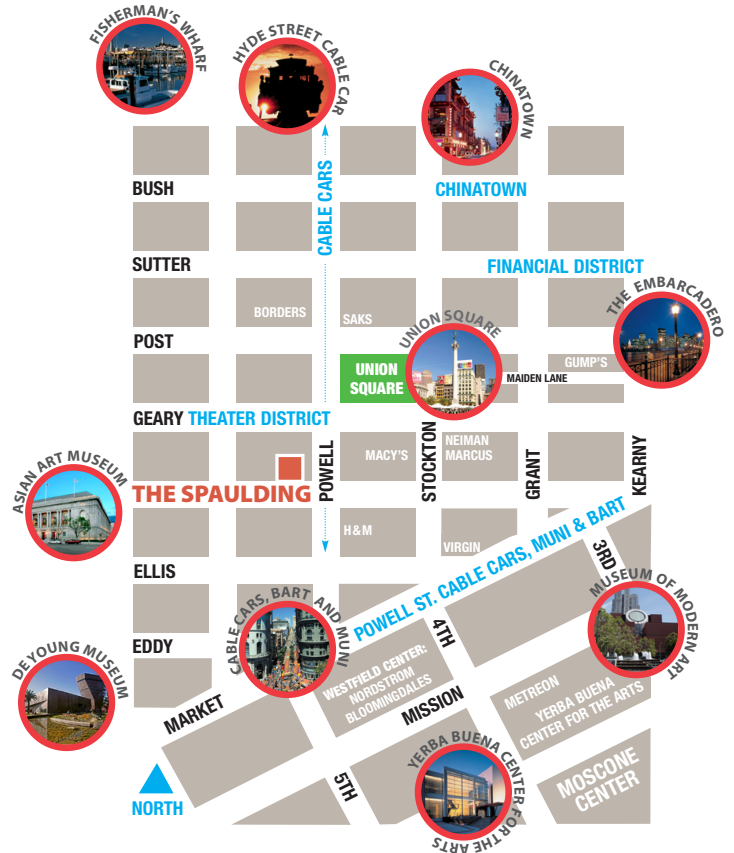 FISHERMAN'S WHARF
HYDE STREET CABLE CAR
CHINATOWN
CABLE CARS
BUSH
CHINATOWN
SUTTER
FINANCIAL DISTRICT
THE EMBARCADERO
BORDERS
SAKS
UNION SQUARE
POST
UNION
SQUARE
GUMP'S
MAIDEN LANE
GEARY THEATER DISTRICT
POWELL
STOCKTON
GRANT
KEARNY
MACY'S
NEIMAN
MARCUS
ASIAN ART MUSEUM
THE SPAULDING
H&M
VIRGIN
POWELL ST. CABLE CARS, MUNI & BART
3RD
ELLIS
MUSEUM OF MODERN ART
CABLE CARS, BART AND MUNI
4TH
EDDY
DEYOUNG MUSEUM
WESTFIELD CENTER:
NORDSTROM
BLOOMINGDALES
METREON
YERBA BUENA
CENTER FOR THE ARTS
MARKET
MISSION
YERBA BUENA CENTER FOR THE ARTS
MOSCONE
CENTER
5TH
NORTH